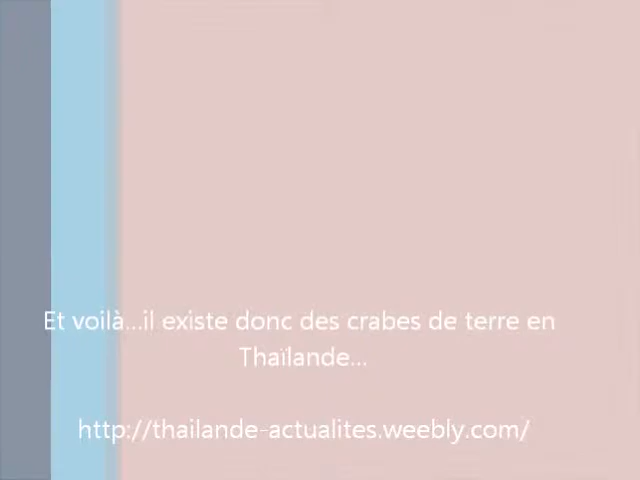 Et voilà...il existe donc des crabes de terre en
Thaïlande...
http://thailande-actualites.weebly.com/